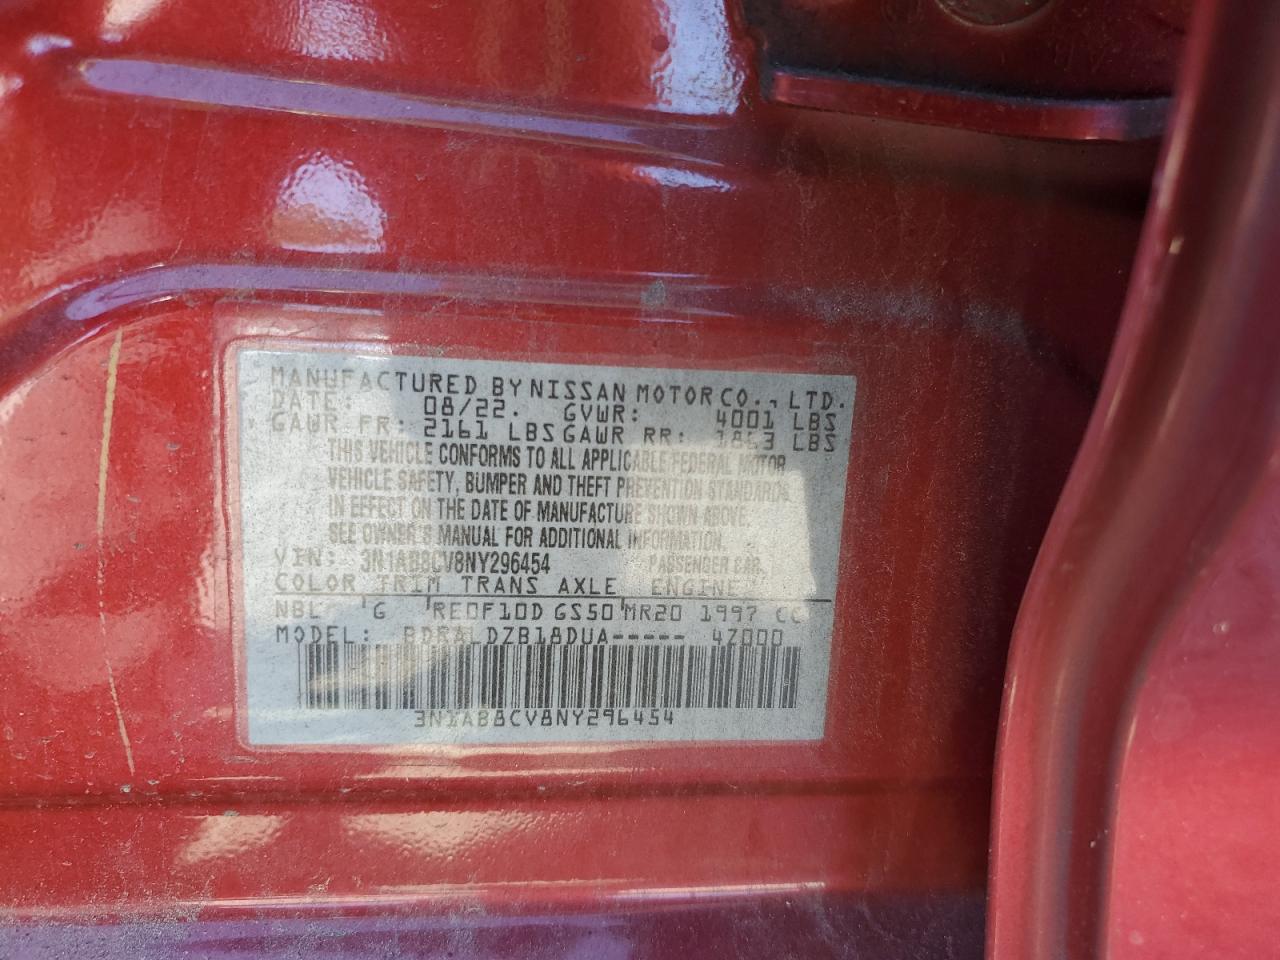 MANUFACTURED BY NISSAN MOTOR CO., LTD.
DATE: 08/22. GVWR: 4001 LBS
GAWR FR: 2161 LBS GAWR RR: 1863 LBS
THIS VEHICLE CONFORMS TO ALL APPLICABLE FEDERAL MOTOR
VEHICLE SAFETY, BUMPER AND THEFT PREVENTION STANDARDS
IN EFFECT ON THE DATE OF MANUFACTURE SHOWN ABOVE.
SEE OWNER'S MANUAL FOR ADDITIONAL INFORMATION.
VIN: 3N1AB8CV8NY296454 PASSENGER CAR
COLOR TRIM TRANS AXLE ENGINE
NBL G RE0F10D GS50 MR20 1997 CC
MODEL: BDRALDZB18DUA----- 4Z000
3N1AB8CV8NY296454